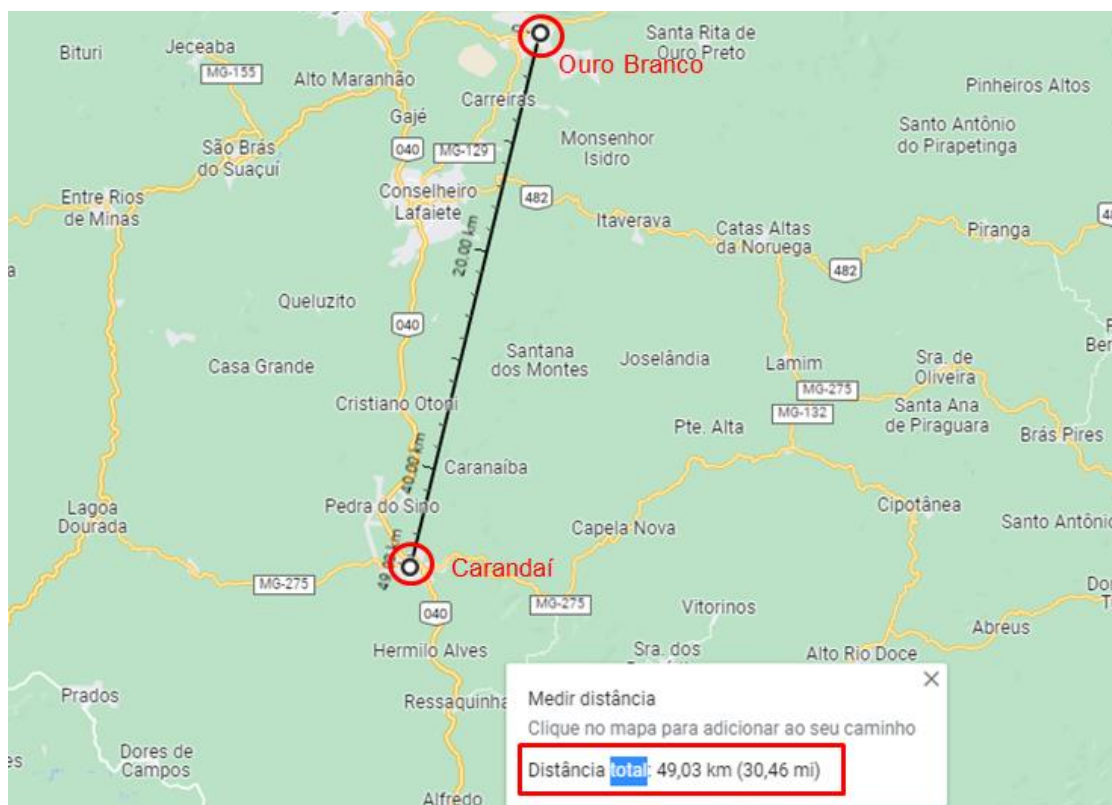 Santa Rita de
Ouro Preto
Bituri
Jeceaba
MG-155
Ouro Branco
Alto Maranhão
Pinheiros Altos
Carreiras
Gajé
Santo Antônio
do Pirapetinga
Monsenhor
Isidro
São Brás
do Suaçuí
040
MG-129
Conselheiro
Lafaiete
482
Entre Rios
de Minas
Itaverava
Catas Altas
da Noruega
Piranga
20.00 km
482
Queluzito
040
Santana
dos Montes
Joselândia
Lamim
Sra. de
Oliveira
Casa Grande
MG-275
MG-132
Santa Ana
de Piraguara
Cristiano Otoni
Pte. Alta
Brás Pires
40.00 km
Caranaíba
Pedra do Sino
Lagoa
Dourada
Capela Nova
Cipotânea
Santo Antônio
49.03 km
Carandaí
MG-275
MG-275
040
Vitorinos
Abreus
Hermilo Alves
Sra. dos
Alto Rio Doce
Prados
Ressaquinha
Medir distância
Clique no mapa para adicionar ao seu caminho
Distância total: 49,03 km (30,46 mi)
Dores de
Campos
Alfredo